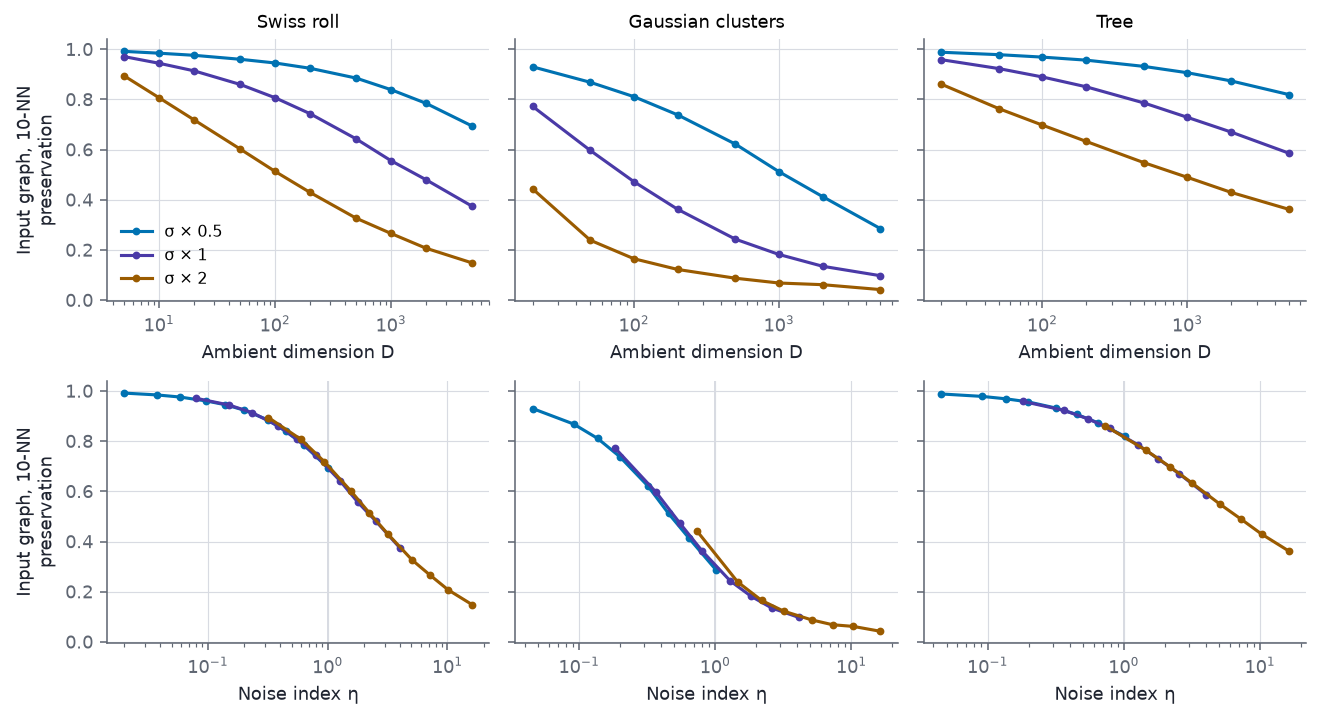 Swiss roll
Gaussian clusters
Tree
Input graph, 10-NN
preservation
1.0
0.8
0.6
0.4
0.2
0.0
σ × 0.5
σ × 1
σ × 2
10¹
10²
10³
10²
10³
10²
10³
Ambient dimension D
Ambient dimension D
Ambient dimension D
Input graph, 10-NN
preservation
1.0
0.8
0.6
0.4
0.2
0.0
10⁻¹
10⁰
10¹
10⁻¹
10⁰
10¹
10⁻¹
10⁰
10¹
Noise index η
Noise index η
Noise index η